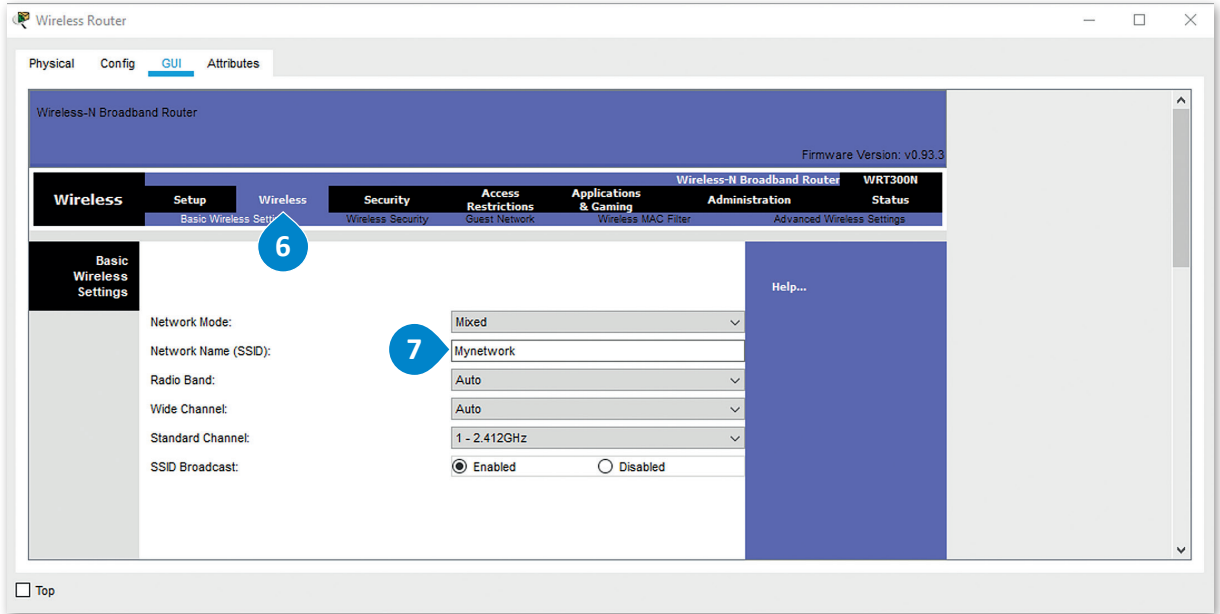 Wireless Router
Physical Config GUI Attributes
Wireless-N Broadband Router
Firmware Version: v0.93.3
Wireless-N Broadband Router WRT300N
Wireless Setup Wireless Security Access Restrictions Applications & Gaming Administration Status
Basic Wireless Wireless Security Guest Network Wireless MAC Filter Advanced Wireless Settings
6
Basic
Wireless
Settings
Help...
Network Mode: Mixed
Network Name (SSID): 7 Mynetwork
Radio Band: Auto
Wide Channel: Auto
Standard Channel: 1 - 2.412GHz
SSID Broadcast: Enabled Disabled
Top